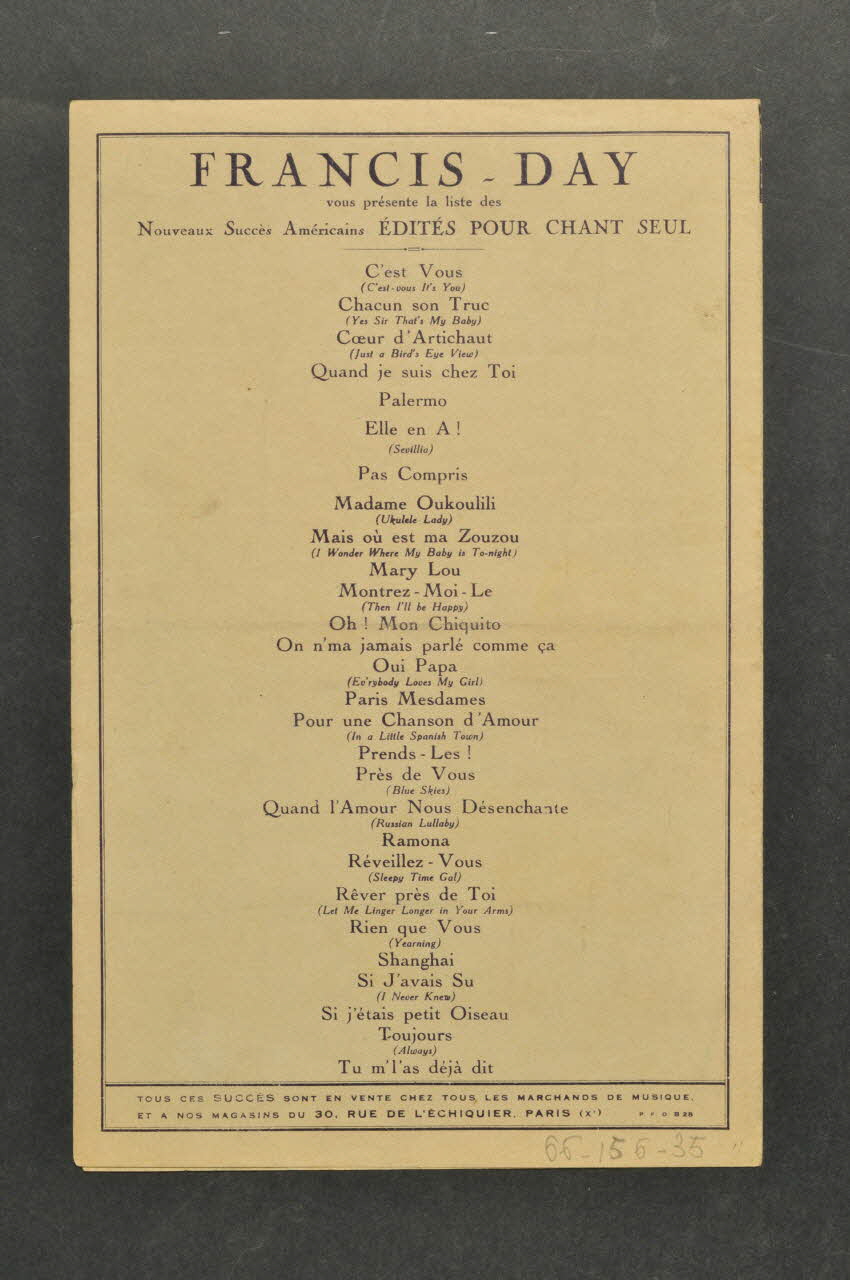 FRANCIS - DAY
vous présente la liste des
Nouveaux Succès Américains ÉDITÉS POUR CHANT SEUL
C'est Vous
(C'est-vous It's You)
Chacun son Truc
(Yes Sir That's My Baby)
Cœur d'Artichaut
(Just a Bird's Eye View)
Quand je suis chez Toi
Palermo
Elle en A !
(Sevillia)
Pas Compris
Madame Oukoulili
(Ukulele Lady)
Mais où est ma Zouzou
(I Wonder Where My Baby is To-night)
Mary Lou
Montrez - Moi - Le
(Then I'll be Happy)
Oh ! Mon Chiquito
On n'ma jamais parlé comme ça
Oui Papa
(Ev'rybody Loves My Girl)
Paris Mesdames
Pour une Chanson d'Amour
(In a Little Spanish Town)
Prends - Les !
Près de Vous
(Blue Skies)
Quand l'Amour Nous Désenchante
(Russian Lullaby)
Ramona
Réveillez - Vous
(Sleepy Time Gal)
Rêver près de Toi
(Let Me Linger Longer in Your Arms)
Rien que Vous
(Yearning)
Shanghai
Si J'avais Su
(I Never Knew)
Si j'étais petit Oiseau
Toujours
(Always)
Tu m'l'as déjà dit
TOUS CES SUCCÈS SONT EN VENTE CHEZ TOUS LES MARCHANDS DE MUSIQUE,
ET A NOS MAGASINS DU 30, RUE DE L'ÉCHIQUIER, PARIS (Xᵉ)
66-156-35